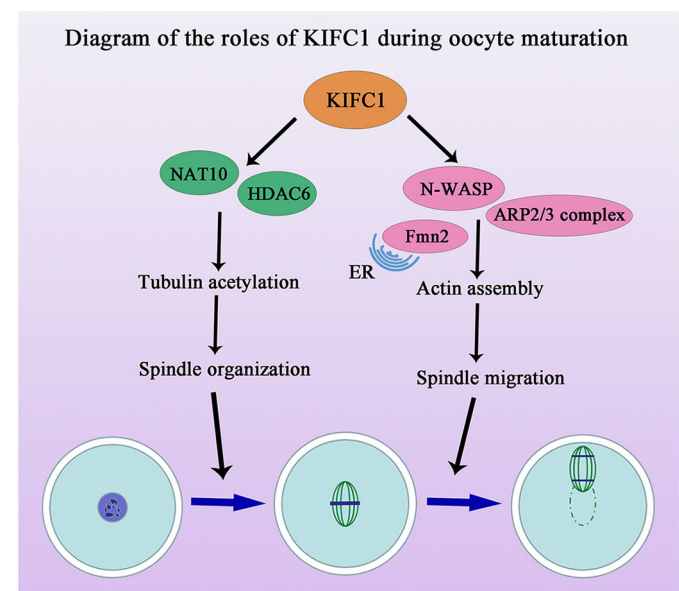 Diagram of the roles of KIFC1 during oocyte maturation
KIFC1
NAT10
HDAC6
N-WASP
ARP2/3 complex
Fmn2
ER
Tubulin acetylation
Actin assembly
Spindle organization
Spindle migration